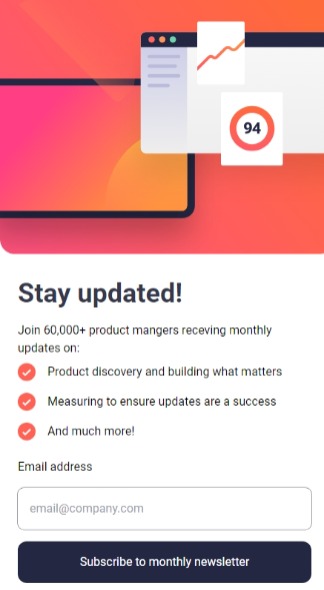 94
Stay updated!
Join 60,000+ product mangers receving monthly
updates on:
Product discovery and building what matters
Measuring to ensure updates are a success
And much more!
Email address
email@company.com
Subscribe to monthly newsletter